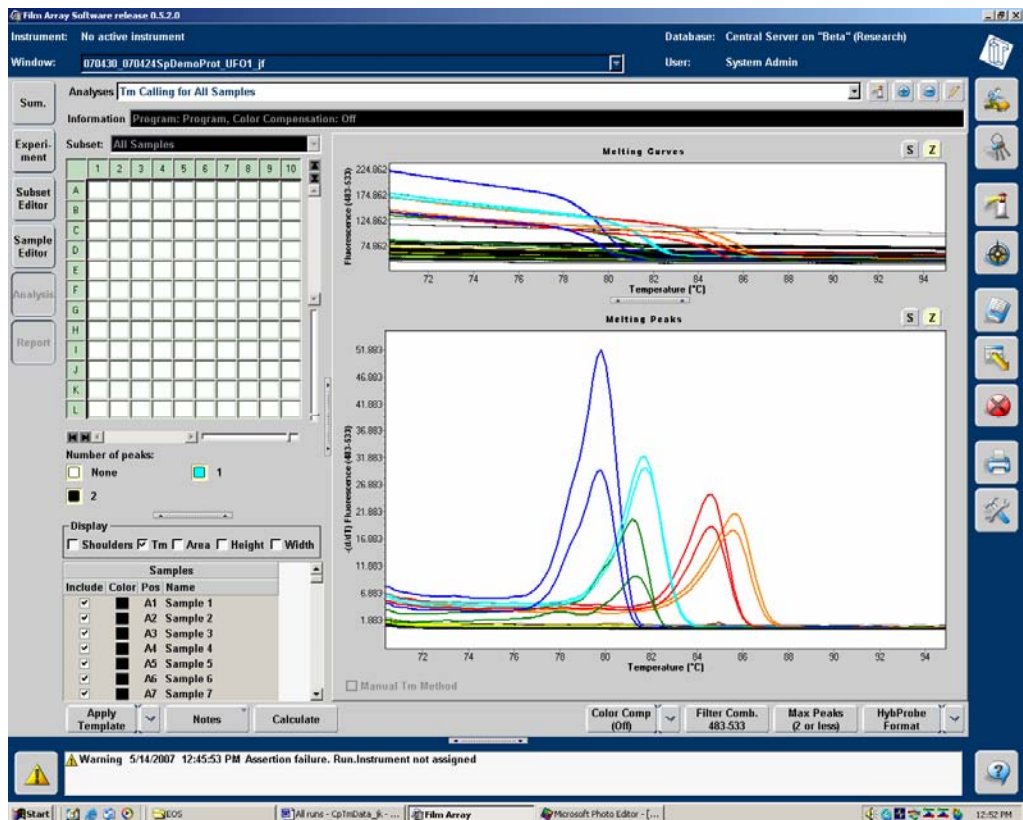 Film Array Software release 0.5.2.0
Instrument: No active instrument Database: Central Server on "Beta" (Research)
Window: 070430_070424SpDemoProt_UFO1_jf User: System Admin
Sum.
Experi-
ment
Subset
Editor
Sample
Editor
Analysis
Report
Analyses Tm Calling for All Samples
Information Program: Program, Color Compensation: Off
Subset: All Samples
1 2 3 4 5 6 7 8 9 10
A
B
C
D
E
F
G
H
I
J
K
L
Number of peaks:
None 1
2
Display
Shoulders Tm Area Height Width
Samples
Include Color Pos Name
A1 Sample 1
A2 Sample 2
A3 Sample 3
A4 Sample 4
A5 Sample 5
A6 Sample 6
A7 Sample 7
Melting Curves S Z
Fluorescence (483-533)
224.862
174.862
124.862
74.862
72 74 76 78 80 82 84 86 88 90 92 94
Temperature (°C)
Melting Peaks S Z
-(d/dT) Fluorescence (483-533)
51.883
46.883
41.883
36.883
31.883
26.883
21.883
16.883
11.883
6.883
1.883
72 74 76 78 80 82 84 86 88 90 92 94
Temperature (°C)
Manual Tm Method
Apply
Template
Notes
Calculate
Color Comp
(Off)
Filter Comb.
483-533
Max Peaks
(2 or less)
HybProbe
Format
Warning 5/14/2007 12:45:53 PM Assertion failure. Run.Instrument not assigned
Start EOS All runs - CpTmData_jk - ... Film Array Microsoft Photo Editor - [... 12:52 PM